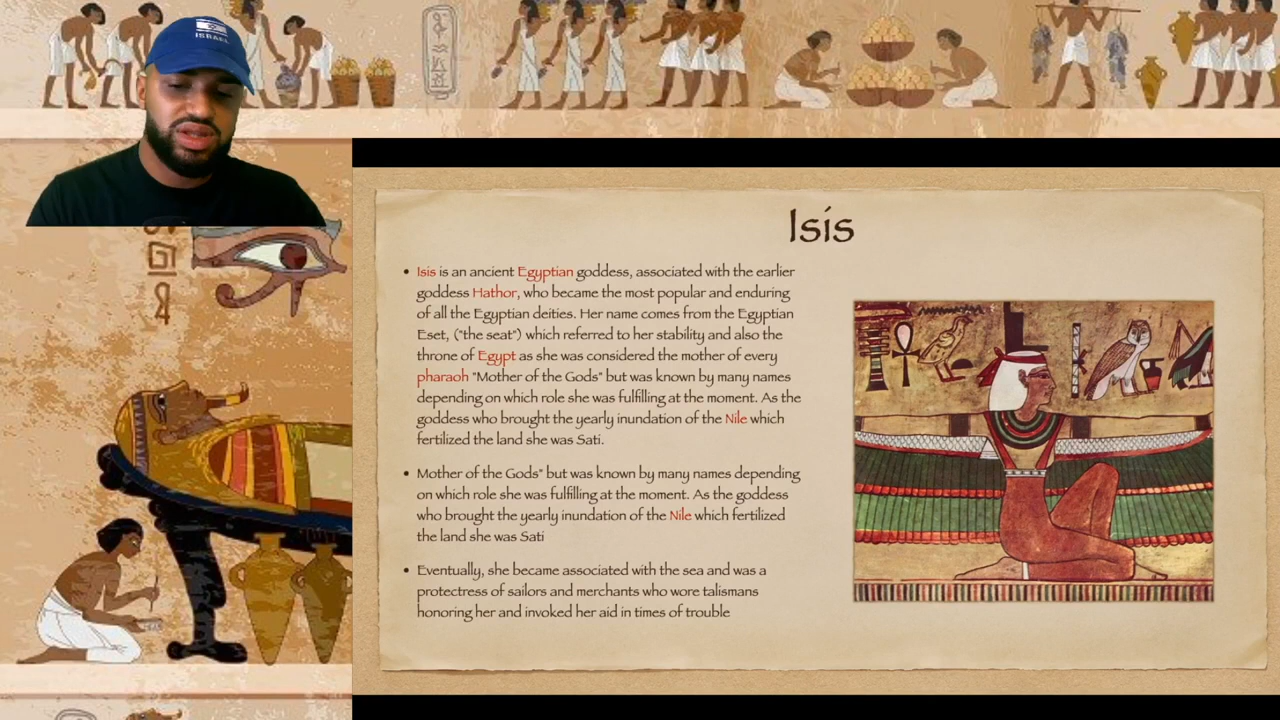 ISRAEL
Isis
• Isis is an ancient Egyptian goddess, associated with the earlier
goddess Hathor, who became the most popular and enduring
of all the Egyptian deities. Her name comes from the Egyptian
Eset, ("the seat") which referred to her stability and also the
throne of Egypt as she was considered the mother of every
pharaoh "Mother of the Gods" but was known by many names
depending on which role she was fulfilling at the moment. As the
goddess who brought the yearly inundation of the Nile which
fertilized the land she was Sati.
• Mother of the Gods" but was known by many names depending
on which role she was fulfilling at the moment. As the goddess
who brought the yearly inundation of the Nile which fertilized
the land she was Sati
• Eventually, she became associated with the sea and was a
protectress of sailors and merchants who wore talismans
honoring her and invoked her aid in times of trouble